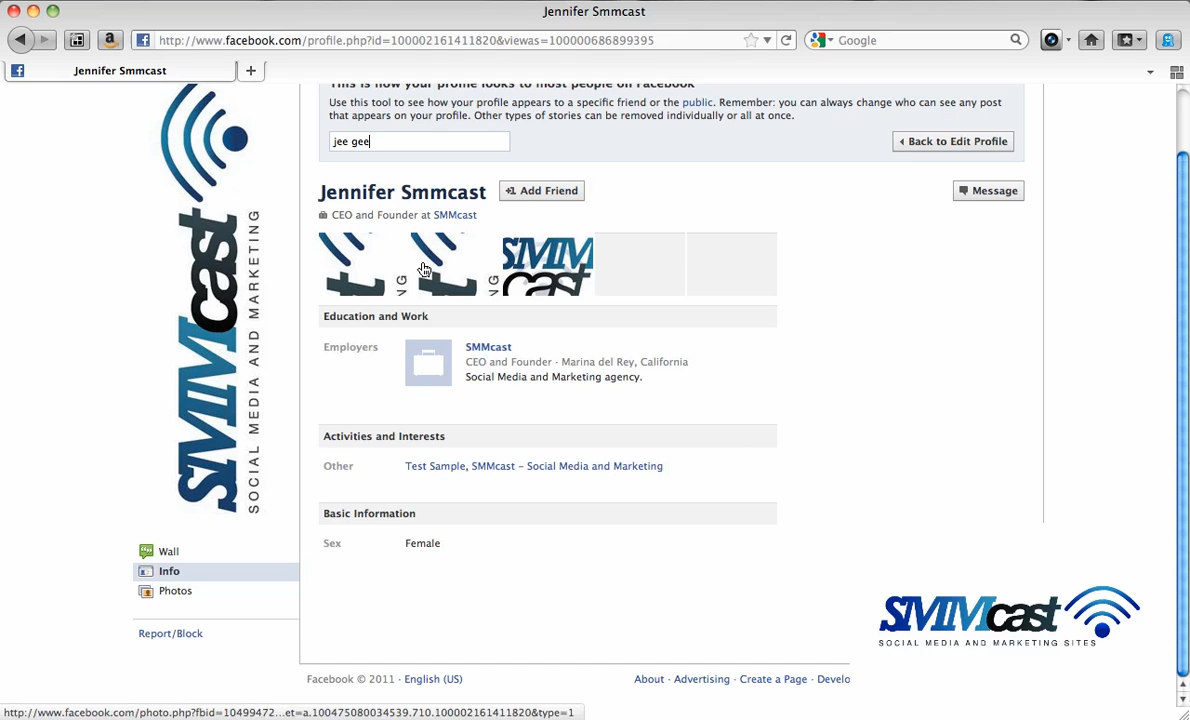 Jennifer Smmcast
http://www.facebook.com/profile.php?id=100002161411820&viewas=100000686899395
Google
Jennifer Smmcast
This is how your profile looks to most people on Facebook
Use this tool to see how your profile appears to a specific friend or the public. Remember: you can always change who can see any post
that appears on your profile. Other types of stories can be removed individually or all at once.
jee gee
Back to Edit Profile
Jennifer Smmcast
+1 Add Friend
Message
CEO and Founder at SMMcast
SMMcast
SOCIAL MEDIA AND MARKETING
SMM
cast
Education and Work
Employers
SMMcast
CEO and Founder · Marina del Rey, California
Social Media and Marketing agency.
Activities and Interests
Other
Test Sample, SMMcast – Social Media and Marketing
Basic Information
Sex
Female
Wall
Info
Photos
Report/Block
SMMcast
SOCIAL MEDIA AND MARKETING SITES
Facebook © 2011 · English (US)
About · Advertising · Create a Page · Develo
http://www.facebook.com/photo.php?fbid=10499472...et=a.100475080034539.710.100002161411820&type=1